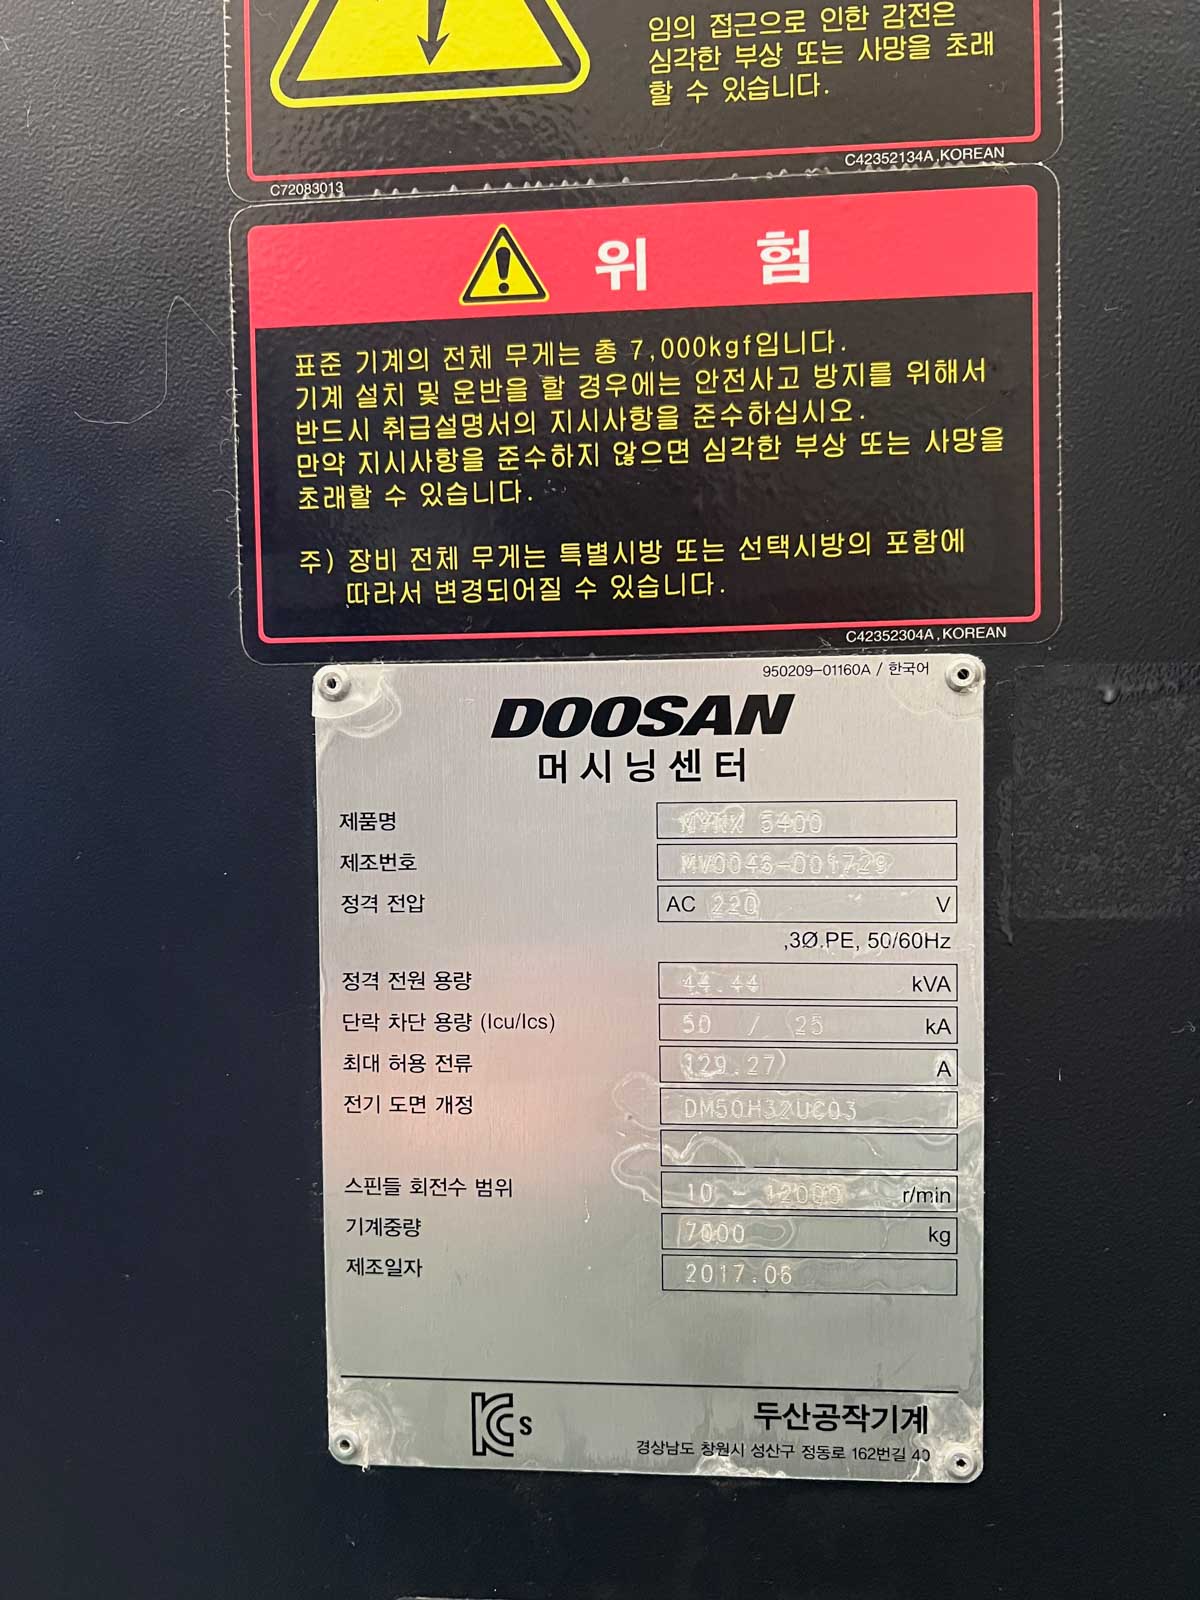 임의 접근으로 인한 감전은
심각한 부상 또는 사망을 초래
할 수 있습니다.
C42352134A,KOREAN
C72083013
위 험
표준 기계의 전체 무게는 총 7,000kgf입니다.
기계 설치 및 운반을 할 경우에는 안전사고 방지를 위해서
반드시 취급설명서의 지시사항을 준수하십시오.
만약 지시사항을 준수하지 않으면 심각한 부상 또는 사망을
초래할 수 있습니다.
주) 장비 전체 무게는 특별시방 또는 선택시방의 포함에
따라서 변경되어질 수 있습니다.
C42352304A,KOREAN
950209-01160A / 한국어
DOOSAN
머시닝센터
제품명 MYNX 5400
제조번호 MV0046-001729
정격 전압 AC 220 V
,3Ø.PE, 50/60Hz
정격 전원 용량 44.44 kVA
단락 차단 용량 (Icu/Ics) 50 / 25 kA
최대 허용 전류 129.27 A
전기 도면 개정 DM50H32UC03
스핀들 회전수 범위 10 - 12000 r/min
기계중량 7000 kg
제조일자 2017.06
KCs 두산공작기계
경상남도 창원시 성산구 정동로 162번길 40